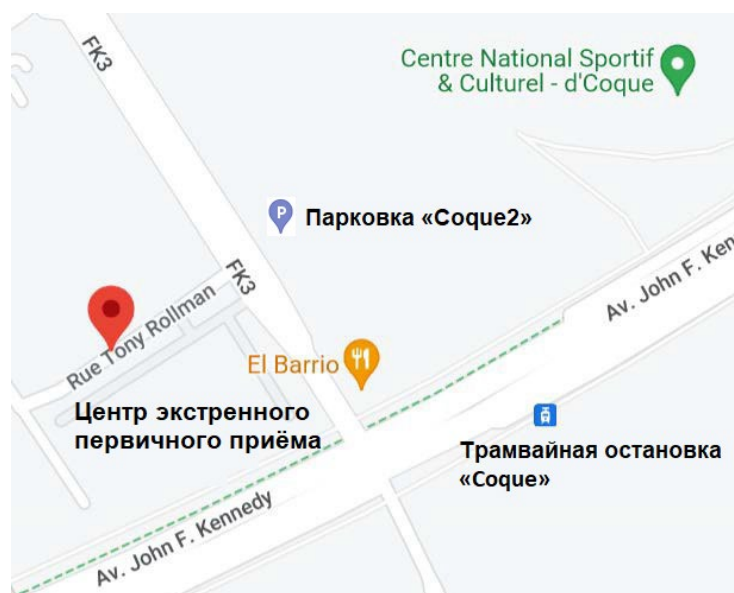 FK3
Centre National Sportif
& Culturel - d'Coque
P
Парковка «Coque2»
FK3
Av. John F. Ken
Rue Tony Rollman
El Barrio
Центр экстренного
первичного приёма
Трамвайная остановка
«Coque»
Av. John F. Kennedy